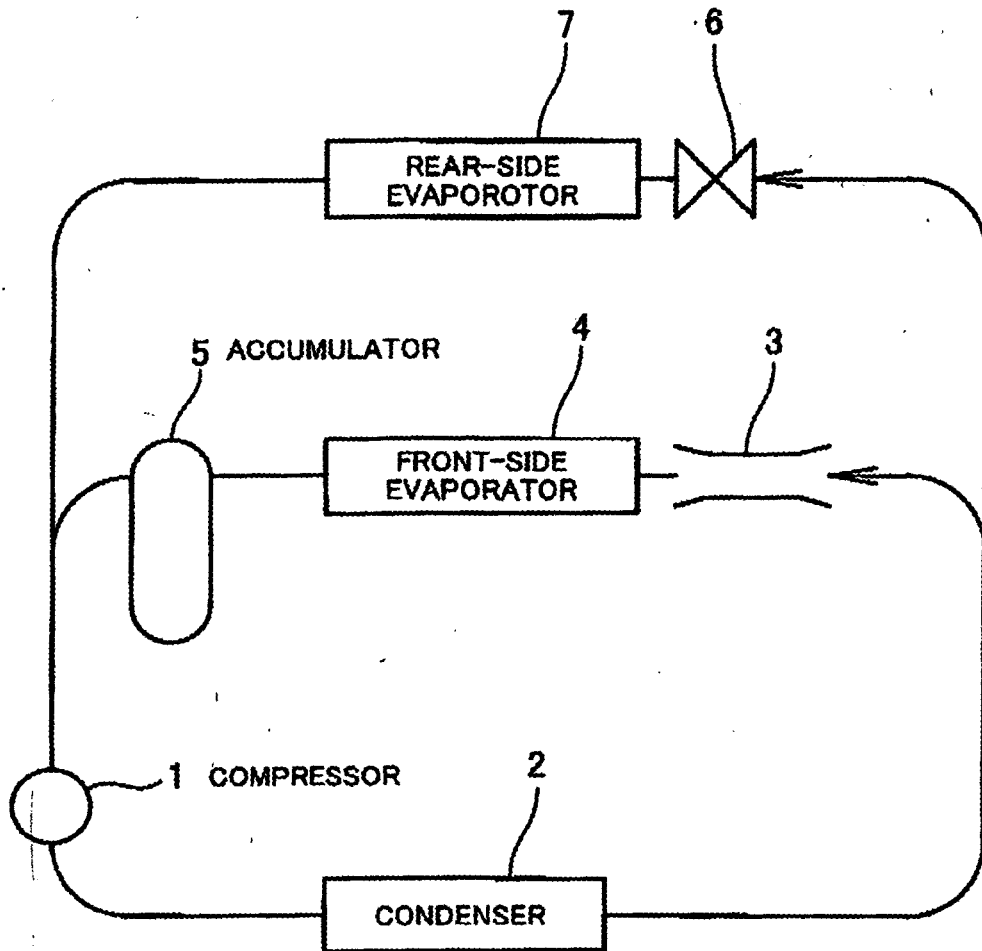 7
6
REAR-SIDE
EVAPOROTOR
5 ACCUMULATOR
4
3
FRONT-SIDE
EVAPORATOR
1 COMPRESSOR
2
CONDENSER